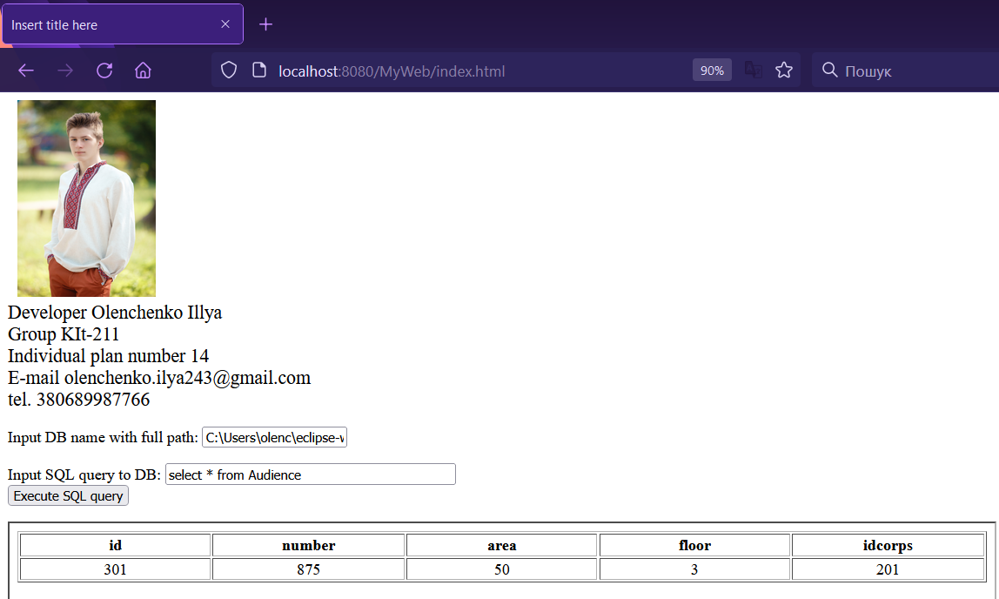 Insert title here
localhost:8080/MyWeb/index.html
90%
Пошук
Developer Olenchenko Illya
Group KIt-211
Individual plan number 14
E-mail olenchenko.ilya243@gmail.com
tel. 380689987766
Input DB name with full path: C:\Users\olenc\eclipse-w
Input SQL query to DB: select * from Audience
Execute SQL query
id number area floor idcorps
301 875 50 3 201